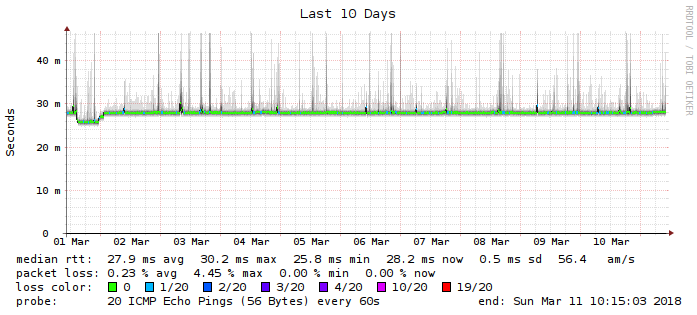 Last 10 Days
RRDTOOL / TOBI OETIKER
Seconds
40 m
30 m
20 m
10 m
0
01 Mar 02 Mar 03 Mar 04 Mar 05 Mar 06 Mar 07 Mar 08 Mar 09 Mar 10 Mar
median rtt: 27.9 ms avg 30.2 ms max 25.8 ms min 28.2 ms now 0.5 ms sd 56.4 am/s
packet loss: 0.23 % avg 4.45 % max 0.00 % min 0.00 % now
loss color: 0 1/20 2/20 3/20 4/20 10/20 19/20
probe: 20 ICMP Echo Pings (56 Bytes) every 60s end: Sun Mar 11 10:15:03 2018